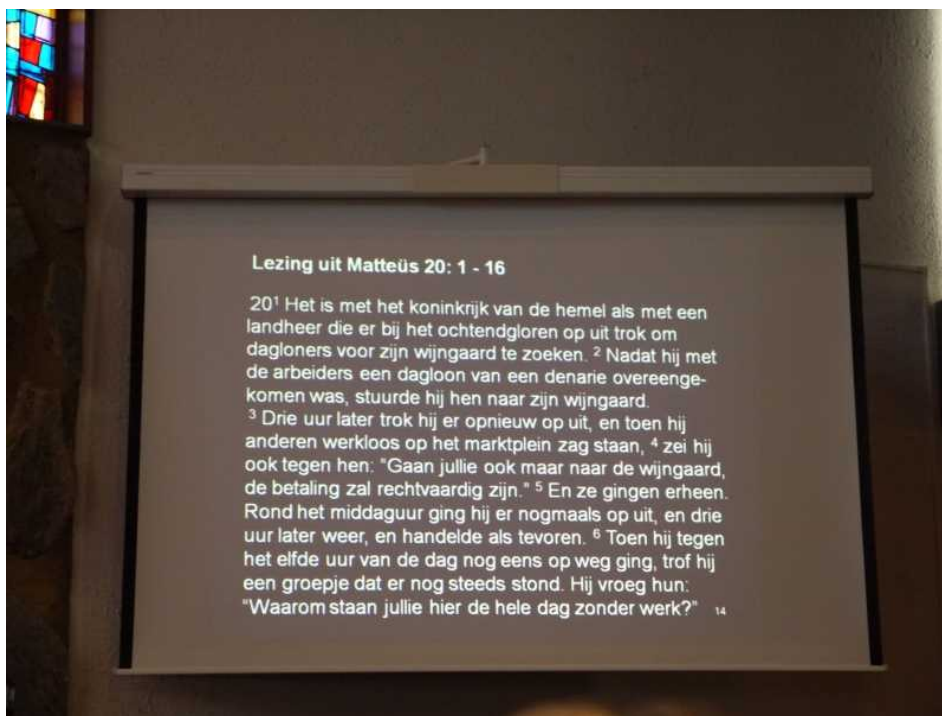 Lezing uit Matteüs 20: 1 - 16
20¹ Het is met het koninkrijk van de hemel als met een
landheer die er bij het ochtendgloren op uit trok om
dagloners voor zijn wijngaard te zoeken. ² Nadat hij met
de arbeiders een dagloon van een denarie overeenge-
komen was, stuurde hij hen naar zijn wijngaard.
³ Drie uur later trok hij er opnieuw op uit, en toen hij
anderen werkloos op het marktplein zag staan, ⁴ zei hij
ook tegen hen: "Gaan jullie ook maar naar de wijngaard,
de betaling zal rechtvaardig zijn." ⁵ En ze gingen erheen.
Rond het middaguur ging hij er nogmaals op uit, en drie
uur later weer, en handelde als tevoren. ⁶ Toen hij tegen
het elfde uur van de dag nog eens op weg ging, trof hij
een groepje dat er nog steeds stond. Hij vroeg hun:
"Waarom staan jullie hier de hele dag zonder werk?" 14